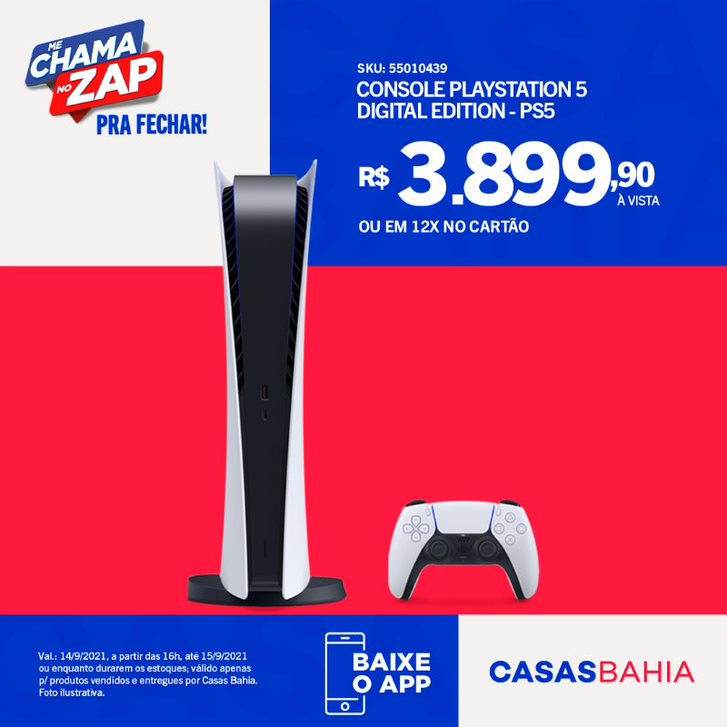 ME
CHAMA
NO ZAP
PRA FECHAR!
SKU: 55010439
CONSOLE PLAYSTATION 5
DIGITAL EDITION - PS5
R$ 3.899,90
À VISTA
OU EM 12X NO CARTÃO
Val.: 14/9/2021, a partir das 16h, até 15/9/2021
ou enquanto durarem os estoques; válido apenas
p/ produtos vendidos e entregues por Casas Bahia.
Foto ilustrativa.
BAIXE
O APP
CASASBAHIA